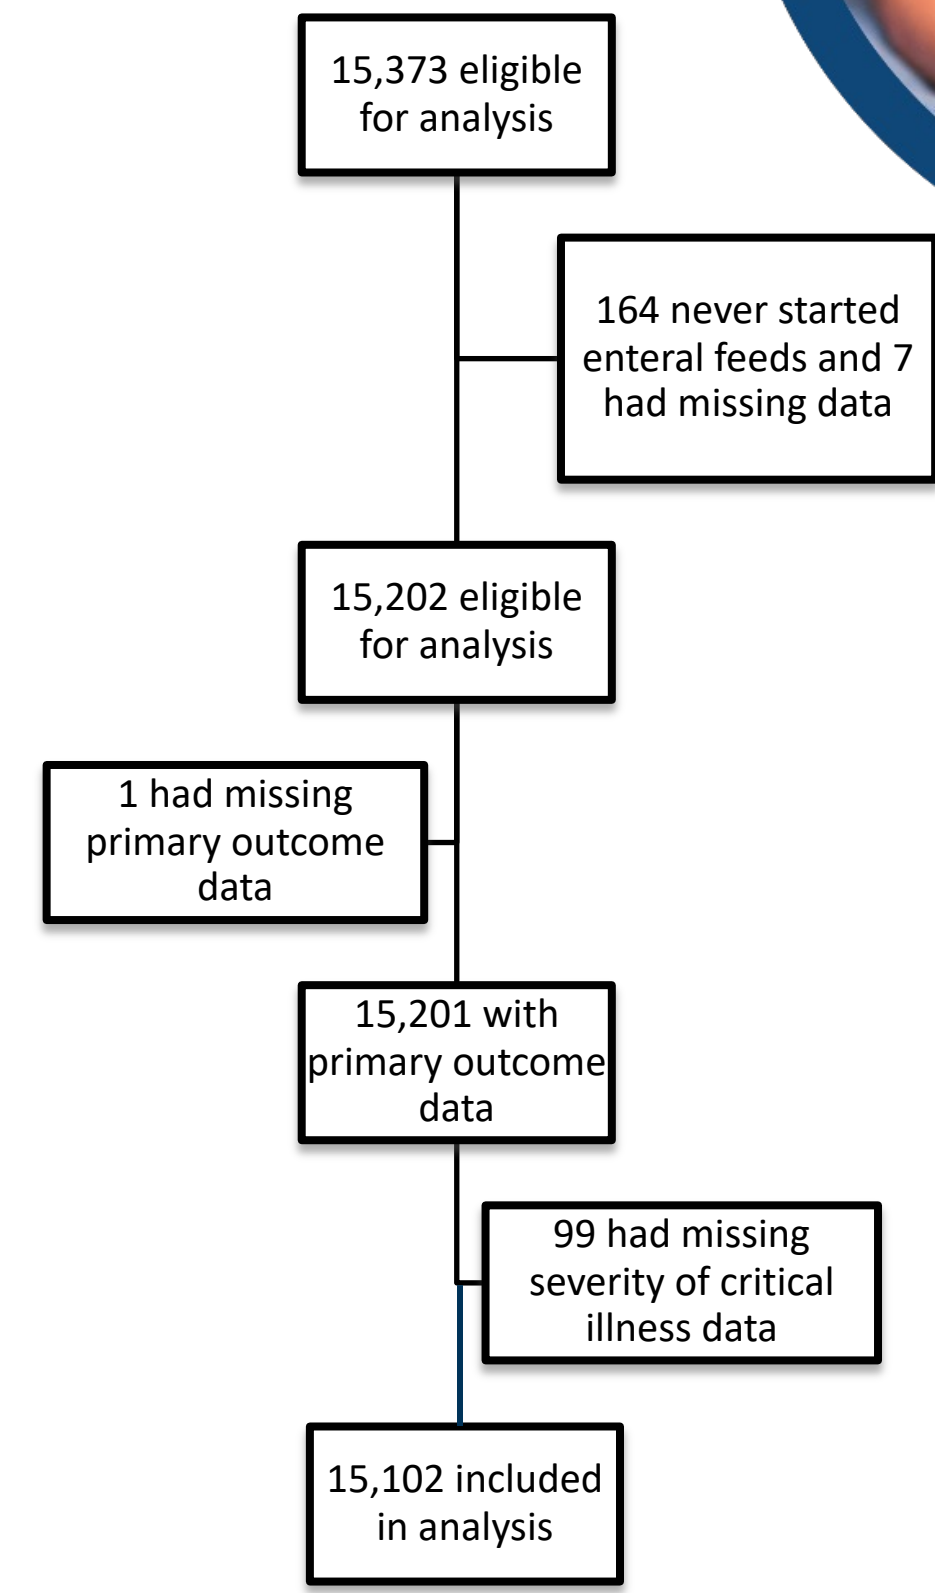 15,373 eligible
for analysis
164 never started
enteral feeds and 7
had missing data
15,202 eligible
for analysis
1 had missing
primary outcome
data
15,201 with
primary outcome
data
99 had missing
severity of critical
illness data
15,102 included
in analysis